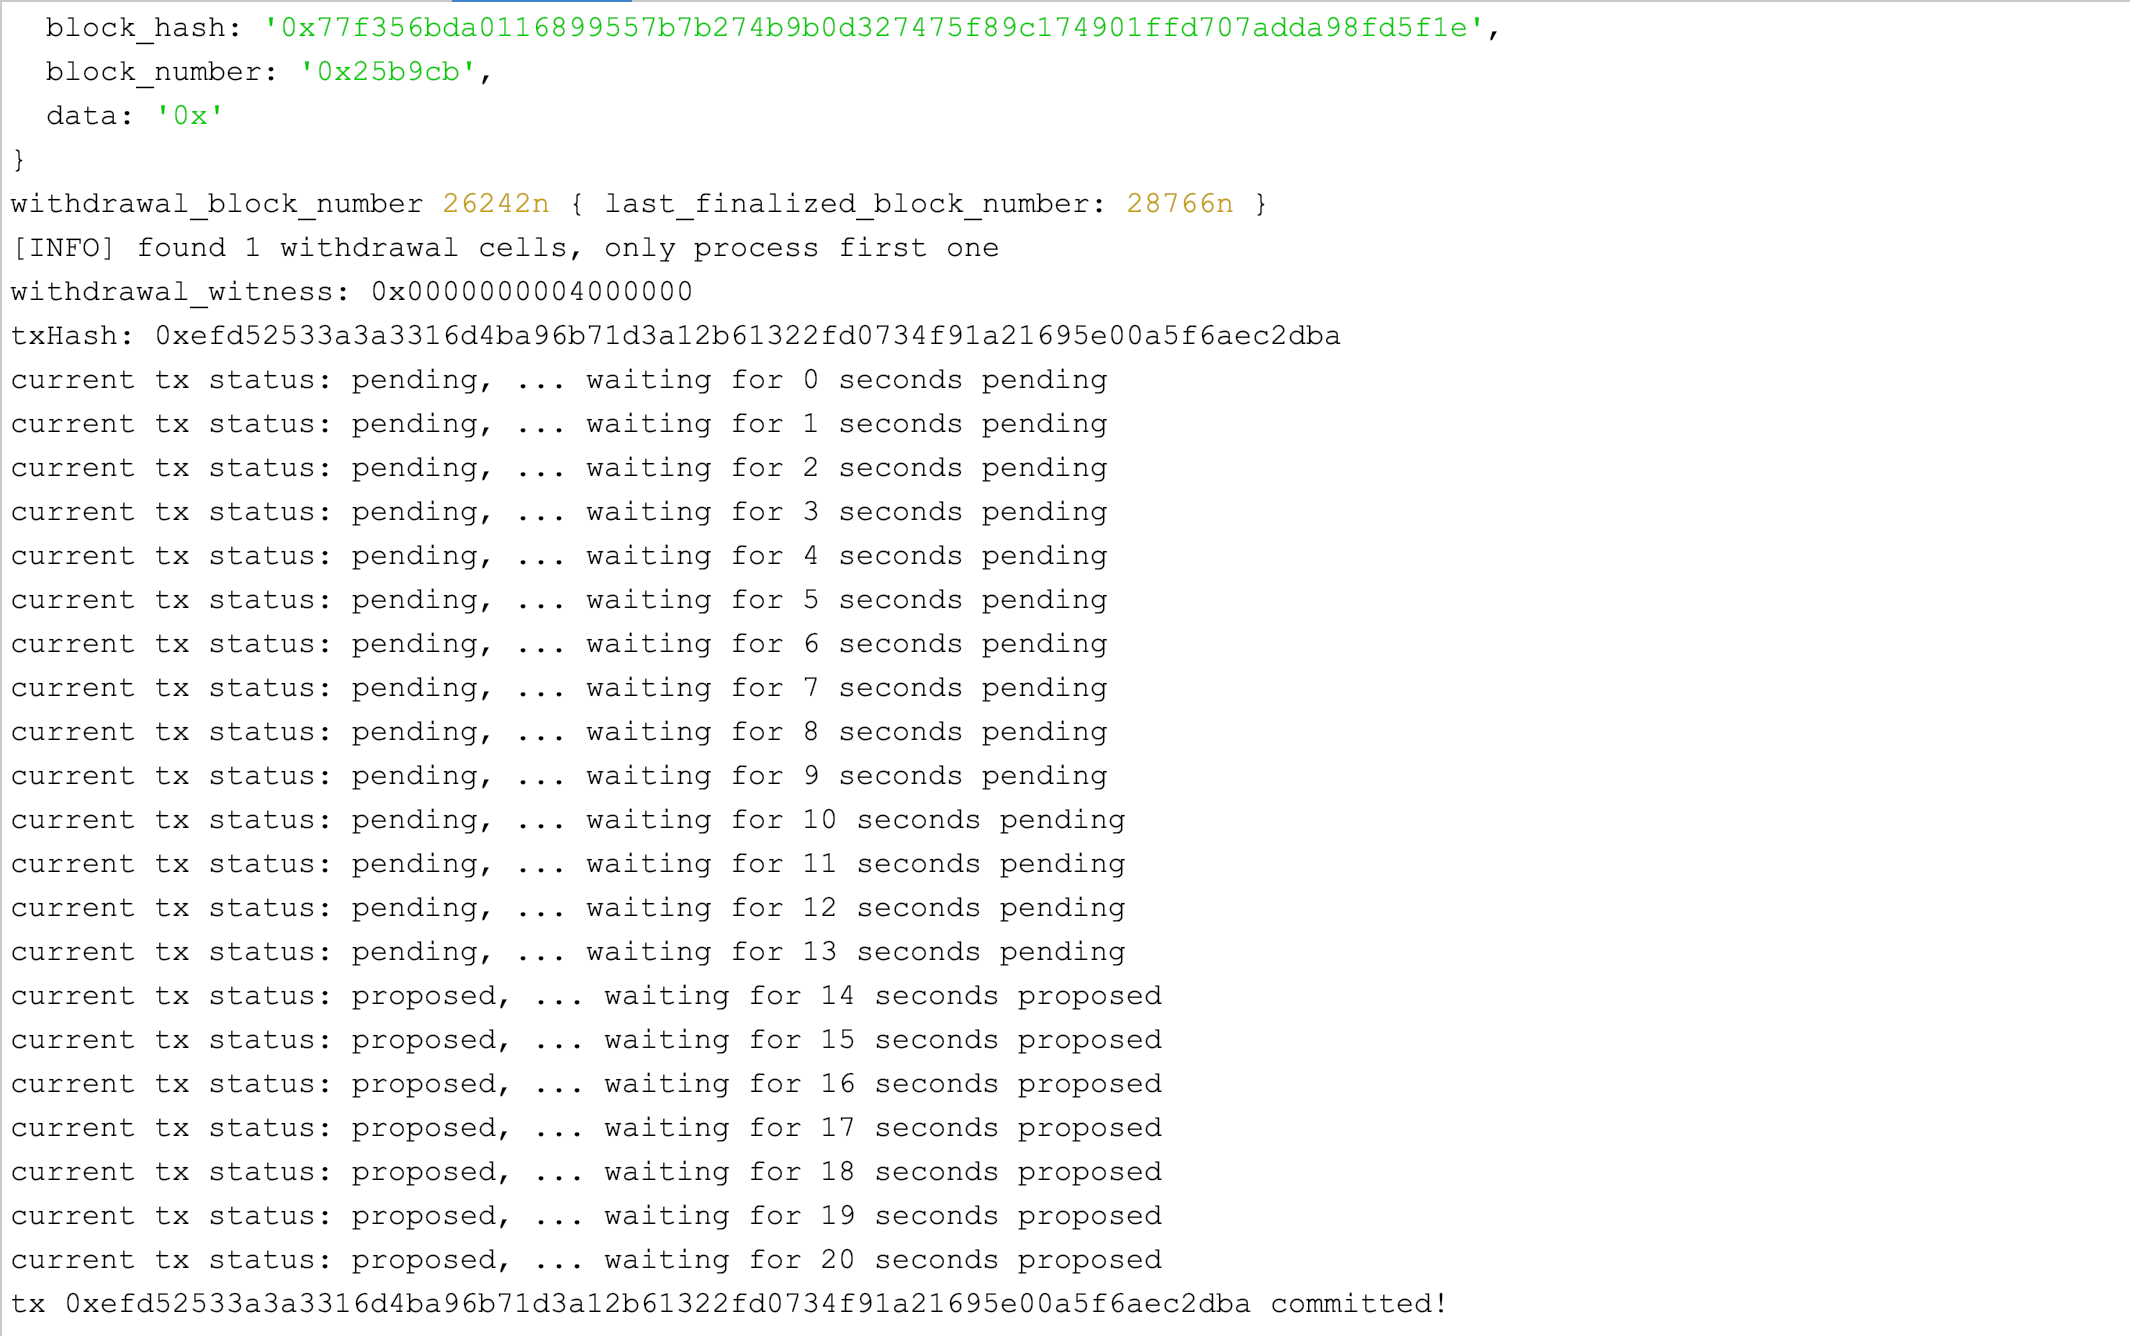 block_hash: '0x77f356bda0116899557b7b274b9b0d327475f89c174901ffd707adda98fd5f1e',
block_number: '0x25b9cb',
data: '0x'
}
withdrawal_block_number 26242n { last_finalized_block_number: 28766n }
[INFO] found 1 withdrawal cells, only process first one
withdrawal_witness: 0x0000000004000000
txHash: 0xefd52533a3a3316d4ba96b71d3a12b61322fd0734f91a21695e00a5f6aec2dba
current tx status: pending, ... waiting for 0 seconds pending
current tx status: pending, ... waiting for 1 seconds pending
current tx status: pending, ... waiting for 2 seconds pending
current tx status: pending, ... waiting for 3 seconds pending
current tx status: pending, ... waiting for 4 seconds pending
current tx status: pending, ... waiting for 5 seconds pending
current tx status: pending, ... waiting for 6 seconds pending
current tx status: pending, ... waiting for 7 seconds pending
current tx status: pending, ... waiting for 8 seconds pending
current tx status: pending, ... waiting for 9 seconds pending
current tx status: pending, ... waiting for 10 seconds pending
current tx status: pending, ... waiting for 11 seconds pending
current tx status: pending, ... waiting for 12 seconds pending
current tx status: pending, ... waiting for 13 seconds pending
current tx status: proposed, ... waiting for 14 seconds proposed
current tx status: proposed, ... waiting for 15 seconds proposed
current tx status: proposed, ... waiting for 16 seconds proposed
current tx status: proposed, ... waiting for 17 seconds proposed
current tx status: proposed, ... waiting for 18 seconds proposed
current tx status: proposed, ... waiting for 19 seconds proposed
current tx status: proposed, ... waiting for 20 seconds proposed
tx 0xefd52533a3a3316d4ba96b71d3a12b61322fd0734f91a21695e00a5f6aec2dba committed!